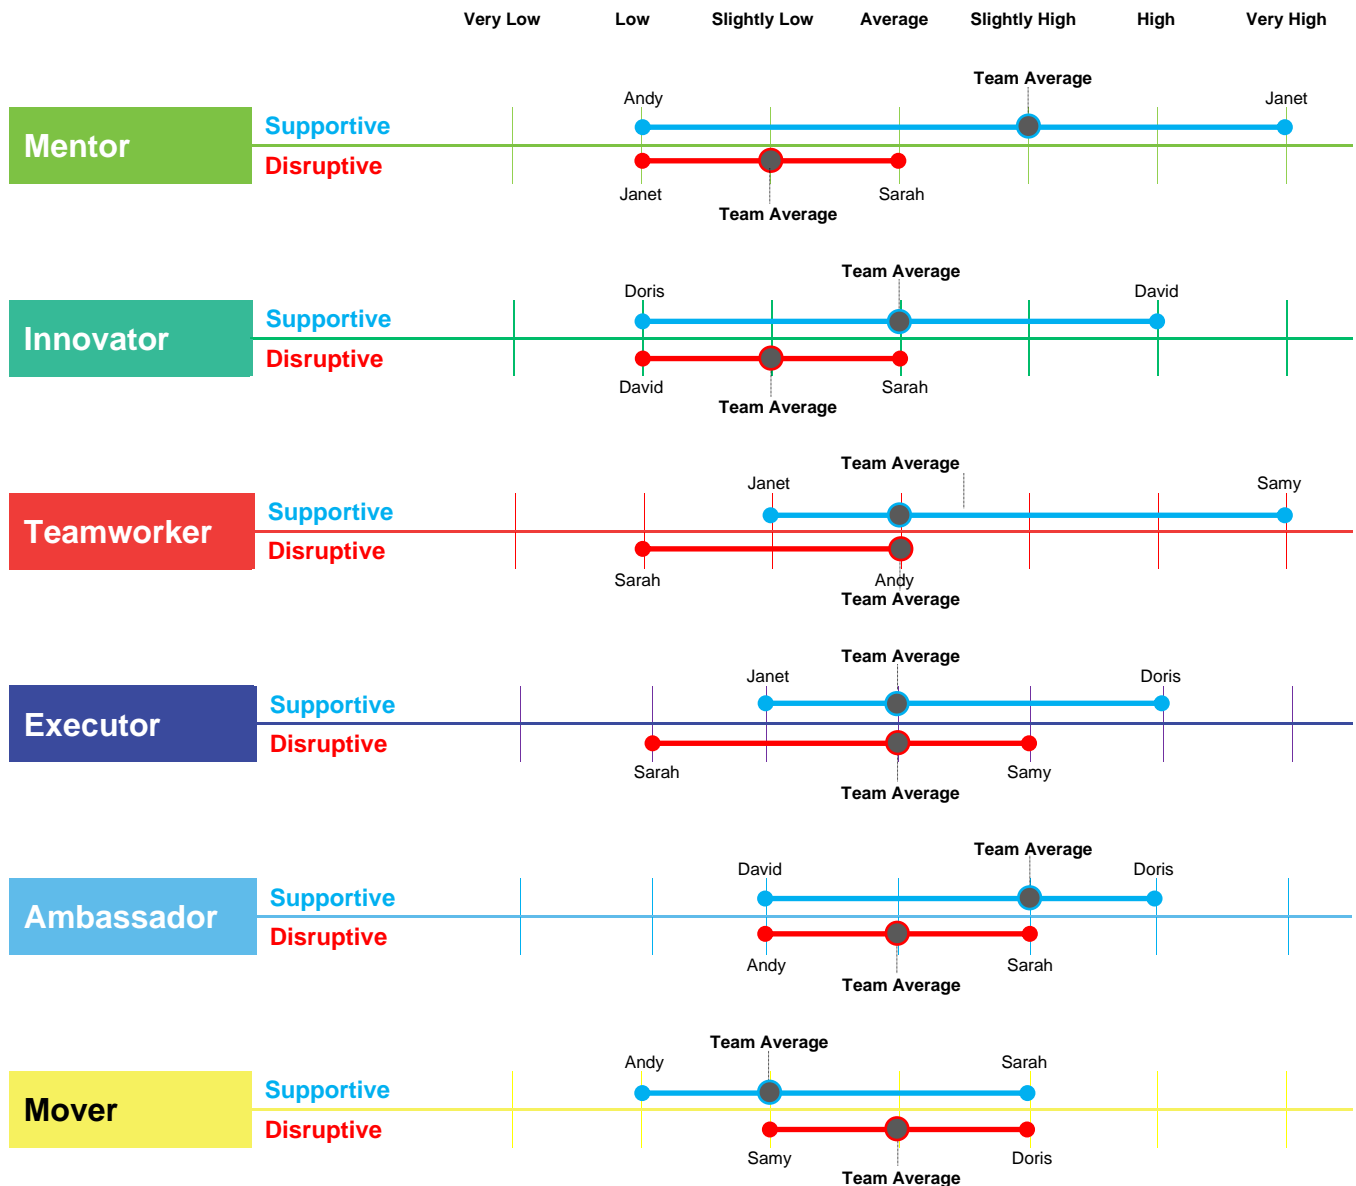 Very Low Low Slightly Low Average Slightly High High Very High
Team Average
Andy Janet
Mentor
Supportive
Disruptive
Janet Sarah
Team Average
Team Average
Doris David
Innovator
Supportive
Disruptive
David Sarah
Team Average
Team Average
Janet Samy
Teamworker
Supportive
Disruptive
Sarah Andy
Team Average
Team Average
Janet Doris
Executor
Supportive
Disruptive
Sarah Samy
Team Average
Team Average
David Doris
Ambassador
Supportive
Disruptive
Andy Sarah
Team Average
Team Average
Andy Sarah
Mover
Supportive
Disruptive
Samy Doris
Team Average